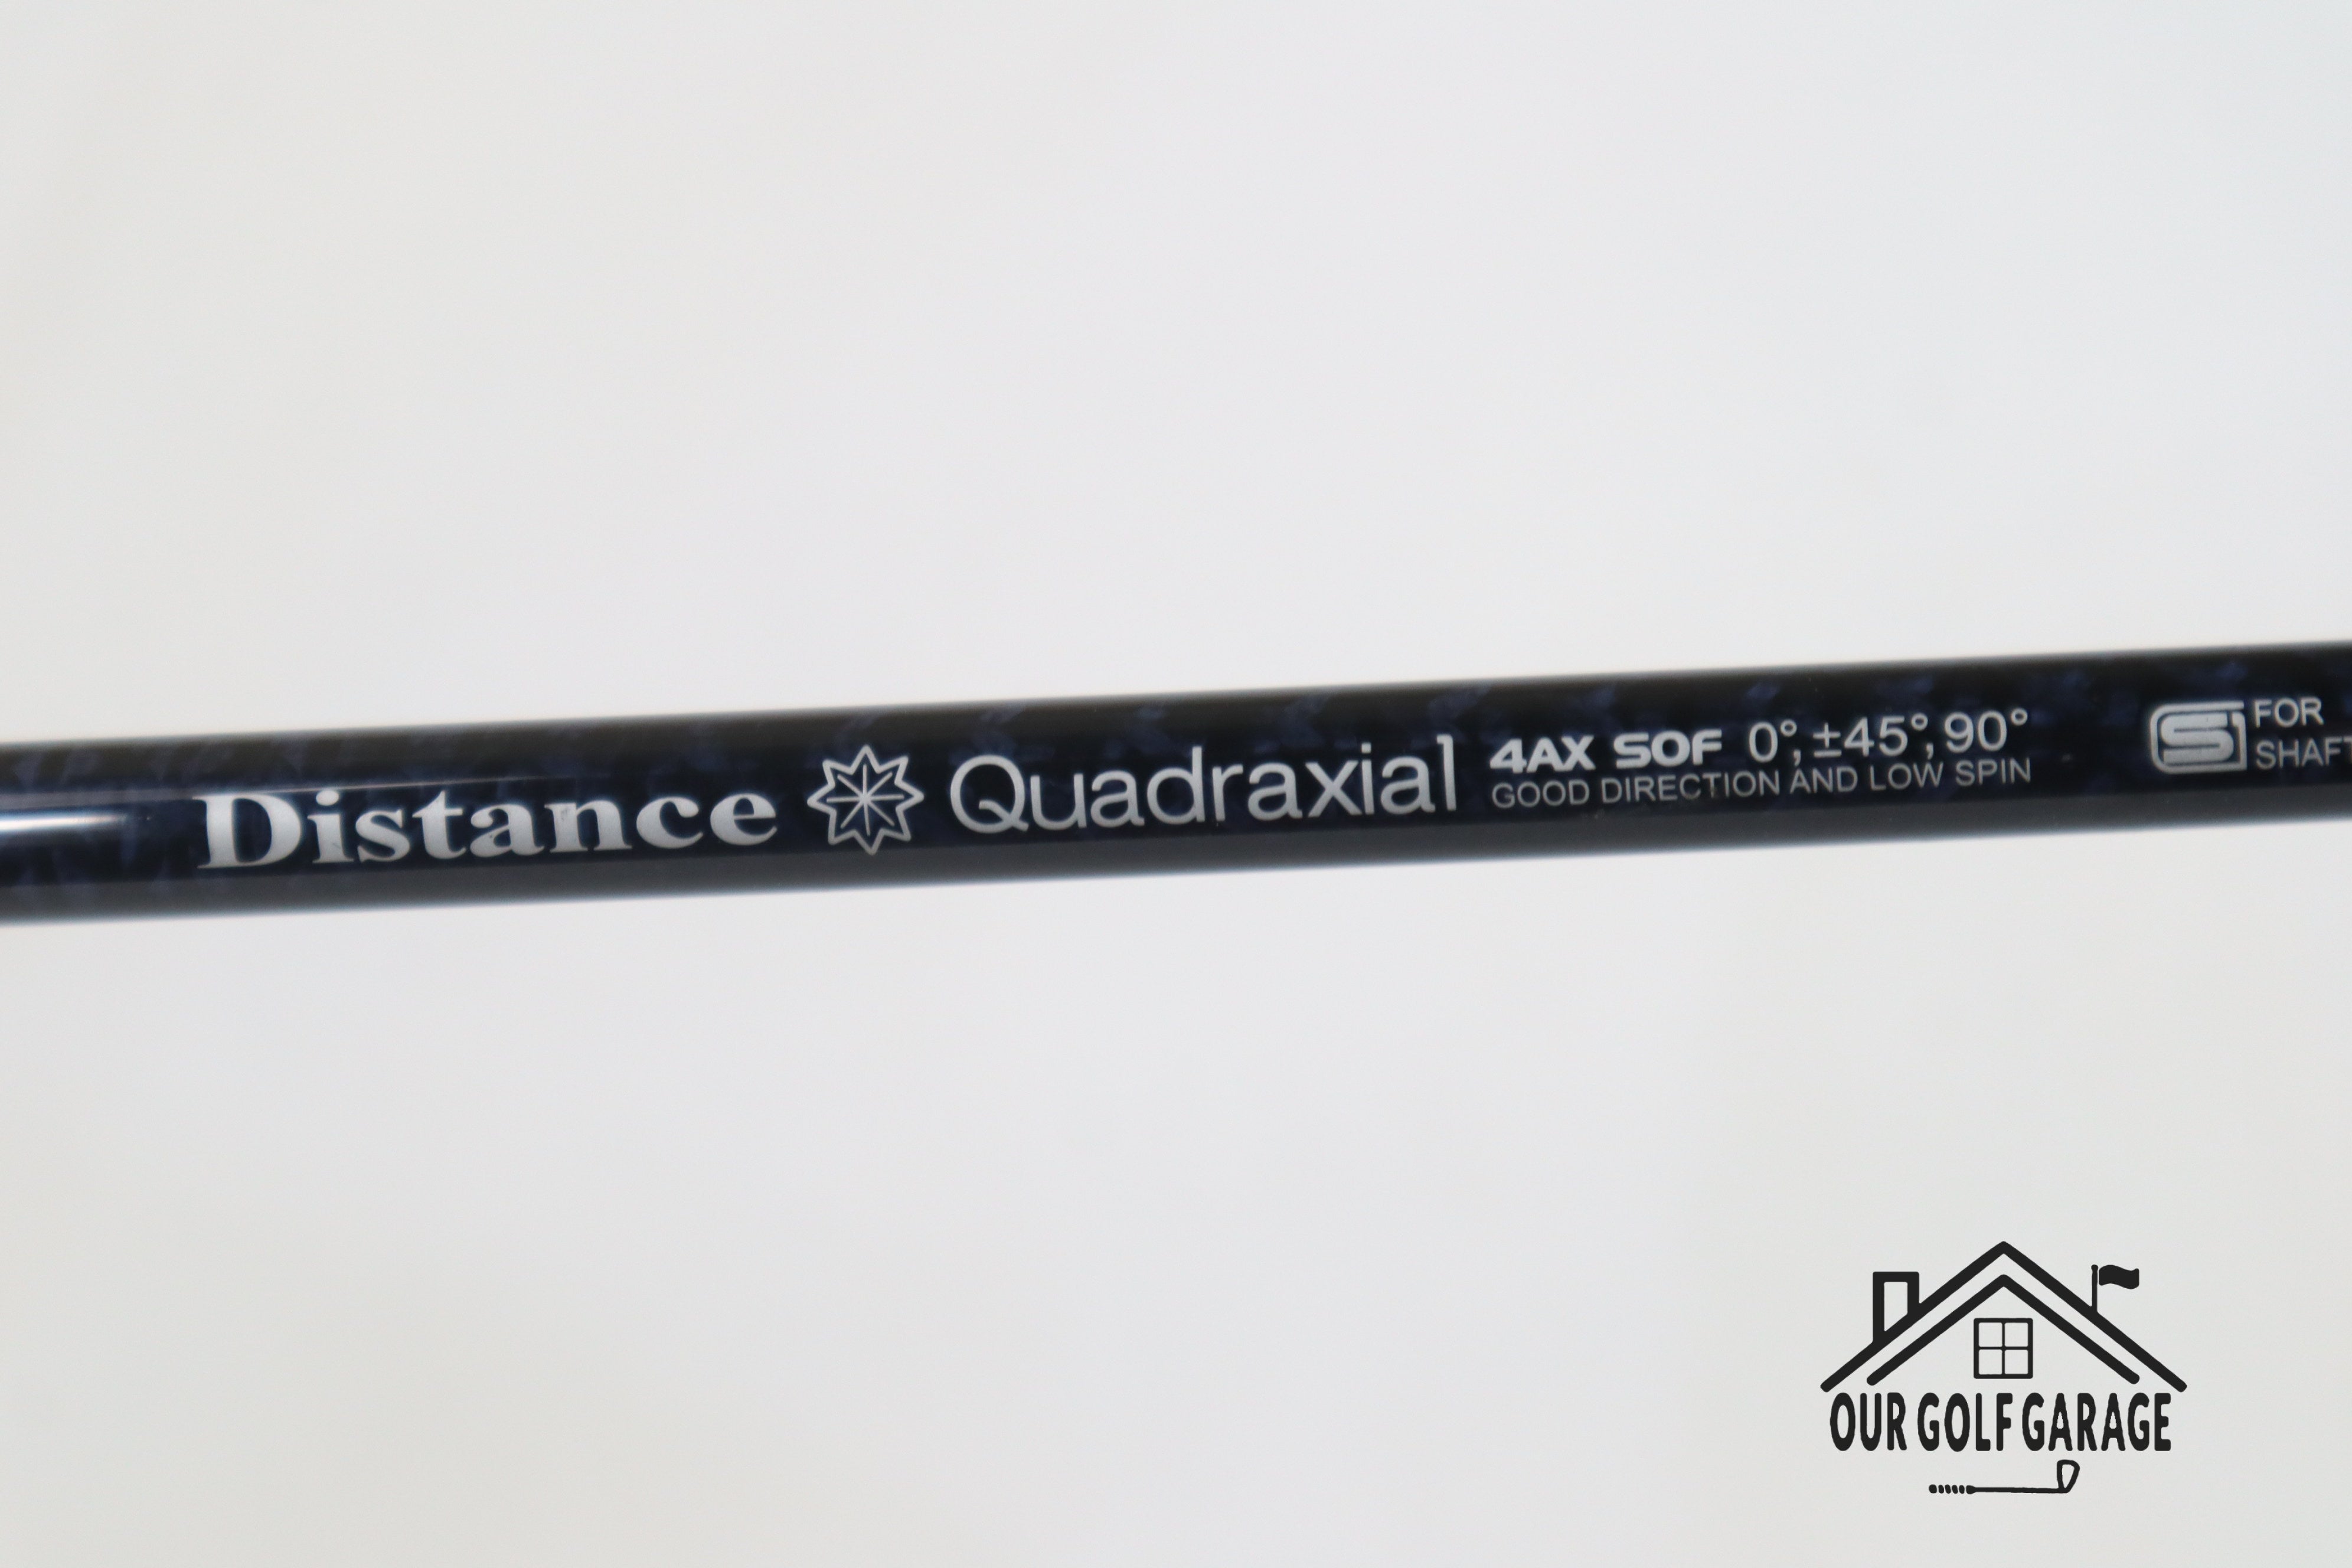 Distance Quadraxial 4AX SOF 0°,±45°,90°
GOOD DIRECTION AND LOW SPIN
FOR
SHAFT
OUR GOLF GARAGE